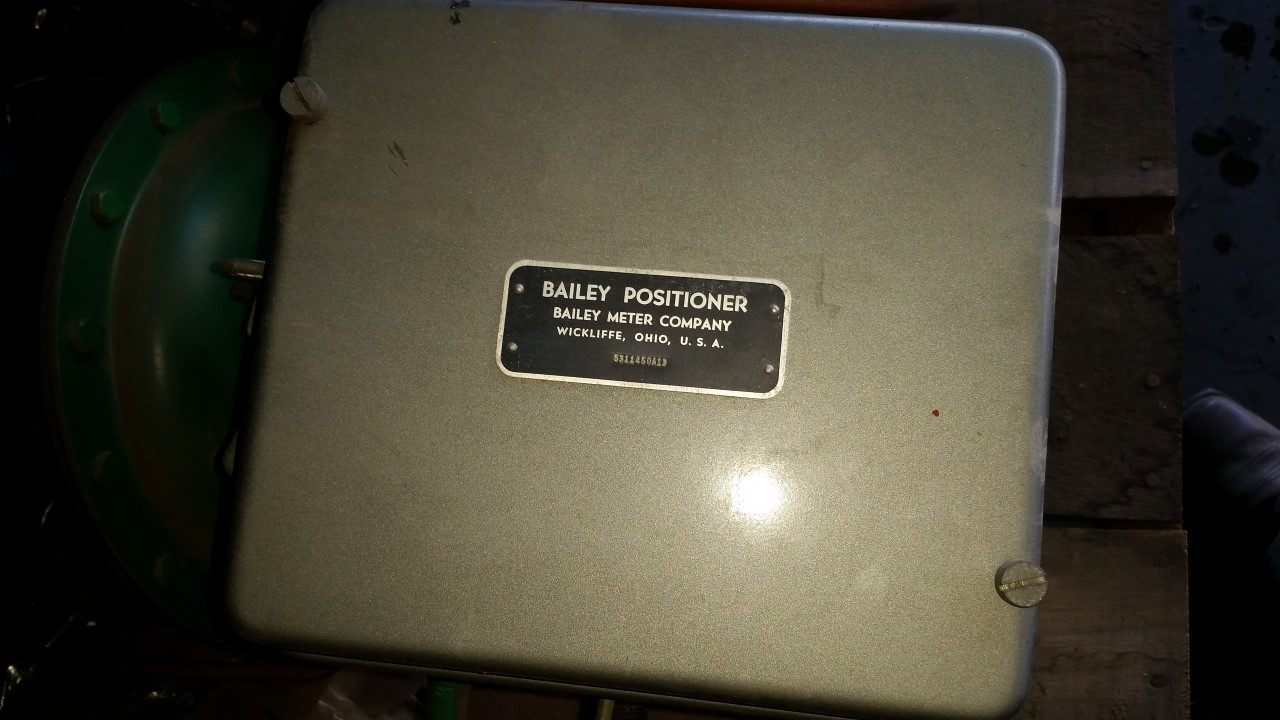 BAILEY POSITIONER
BAILEY METER COMPANY
WICKLIFFE, OHIO, U. S. A.
5311450A13